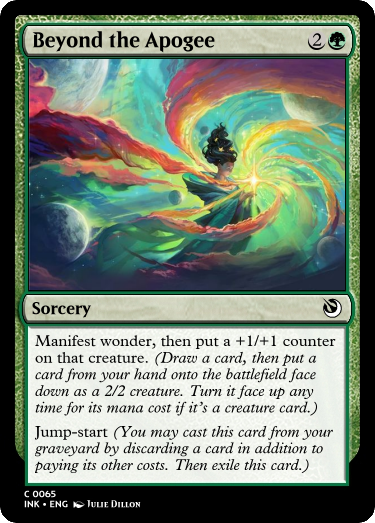 Beyond the Apogee 2
Sorcery
Manifest wonder, then put a +1/+1 counter
on that creature. (Draw a card, then put a
card from your hand onto the battlefield face
down as a 2/2 creature. Turn it face up any
time for its mana cost if it's a creature card.)
Jump-start (You may cast this card from your
graveyard by discarding a card in addition to
paying its other costs. Then exile this card.)
C 0065
INK • ENG Julie Dillon